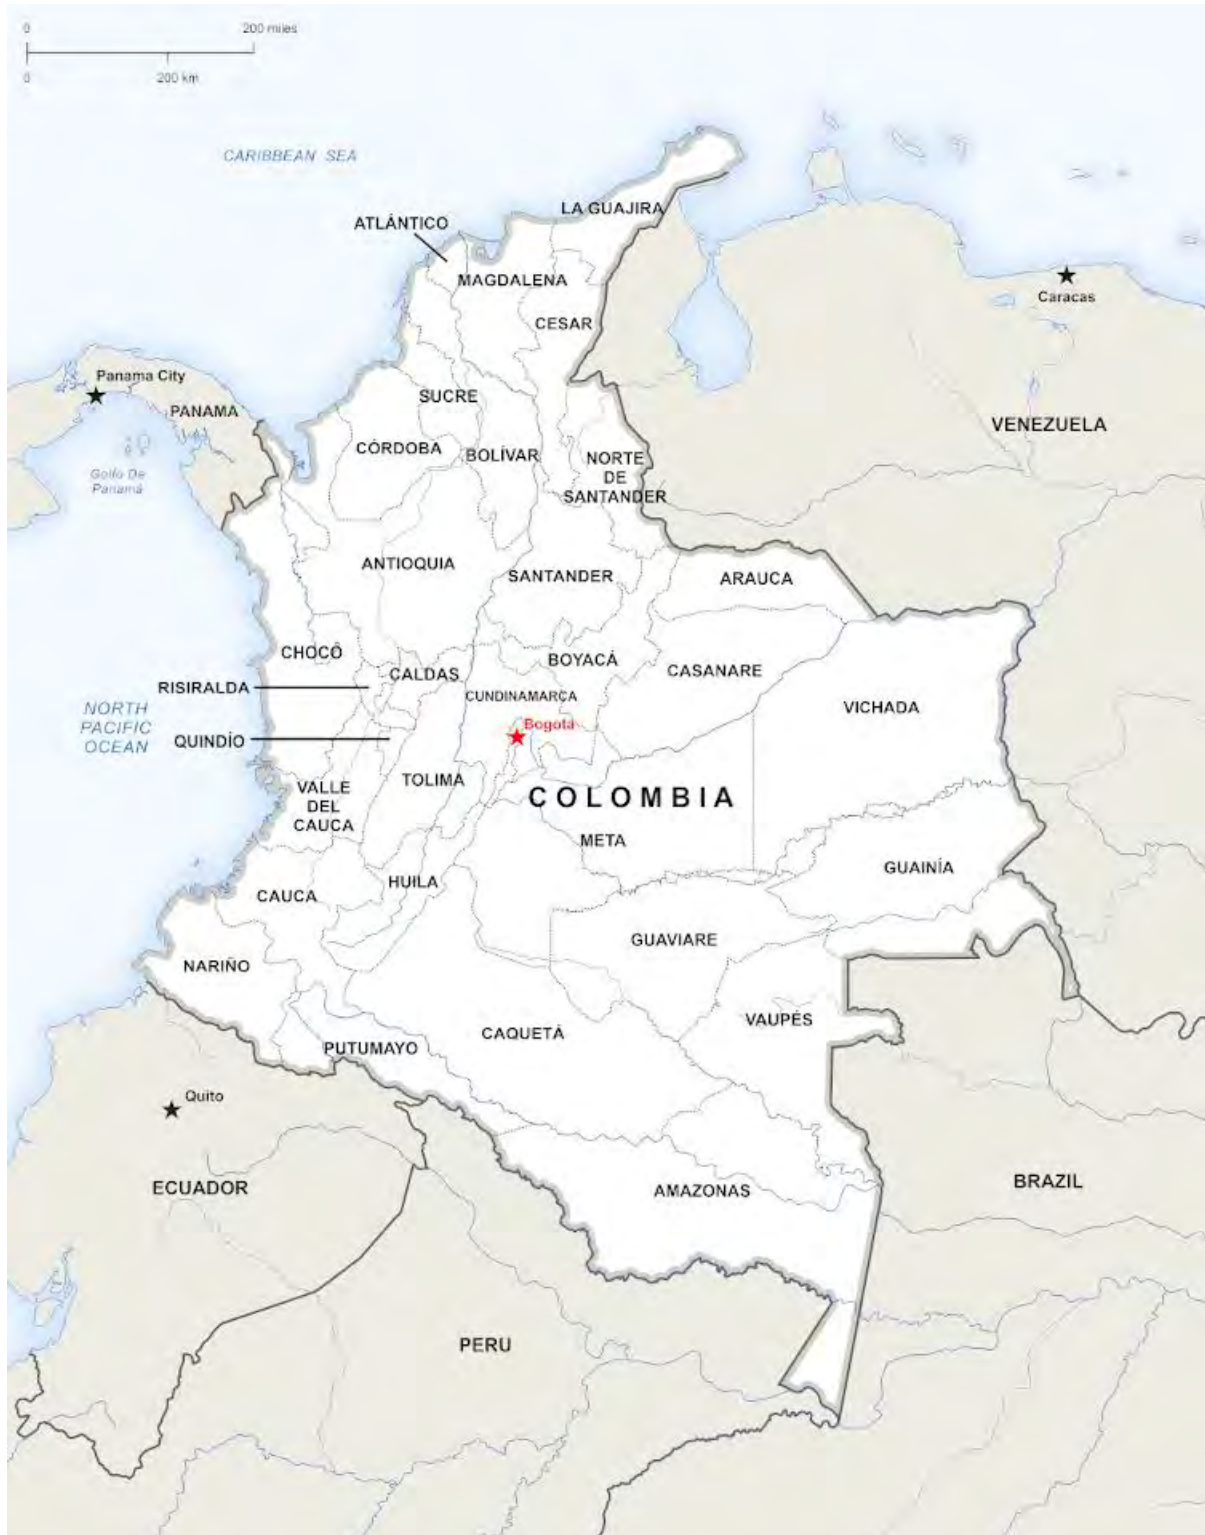 0
200 miles
0
200 km
CARIBBEAN SEA
LA GUAJIRA
ATLÁNTICO
MAGDALENA
Caracas
CESAR
Panama City
SUCRE
PANAMA
VENEZUELA
CÓRDOBA
BOLÍVAR
NORTE
DE
SANTANDER
Golfo De
Panamá
ANTIOQUIA
SANTANDER
ARAUCA
CHOCÔ
BOYACÁ
CALDAS
CASANARE
RISIRALDA
CUNDINAMARCA
VICHADA
NORTH
PACIFIC
OCEAN
Bogotá
QUINDÍO
TOLIMA
VALLE
DEL
CAUCA
COLOMBIA
META
GUAINÍA
HUILA
CAUCA
GUAVIARE
NARIÑO
VAUPÉS
CAQUETÁ
PUTUMAYO
Quito
ECUADOR
AMAZONAS
BRAZIL
PERU